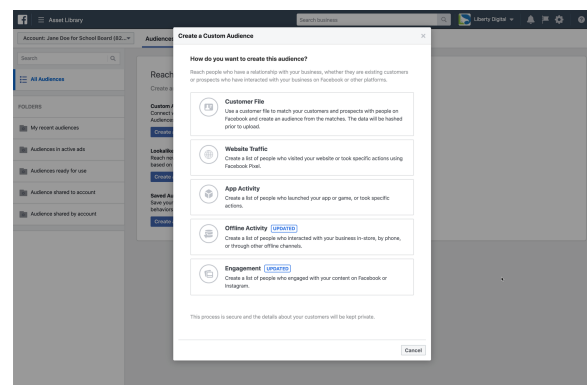 Asset Library
Search business
Liberty Digital
Account: Jane Doe for School Board (62...
Audiences
Search
All Audiences
FOLDERS
My recent audiences
Audiences in active ads
Audiences ready for use
Audience shared to account
Audience shared by account
Reach
Create a
Custom A
Connect
Audience
Create
Lookalike
Reach new
based on
Create
Saved Au
Save your
behaviors
Create
Create a Custom Audience
How do you want to create this audience?
Reach people who have a relationship with your business, whether they are existing customers
or prospects who have interacted with your business on Facebook or other platforms.
Customer File
Use a customer file to match your customers and prospects with people on
Facebook and create an audience from the matches. The data will be hashed
prior to upload.
Website Traffic
Create a list of people who visited your website or took specific actions using
Facebook Pixel.
App Activity
Create a list of people who launched your app or game, or took specific
actions.
Offline Activity UPDATED
Create a list of people who interacted with your business in-store, by phone,
or through other offline channels.
Engagement UPDATED
Create a list of people who engaged with your content on Facebook or
Instagram.
This process is secure and the details about your customers will be kept private.
Cancel